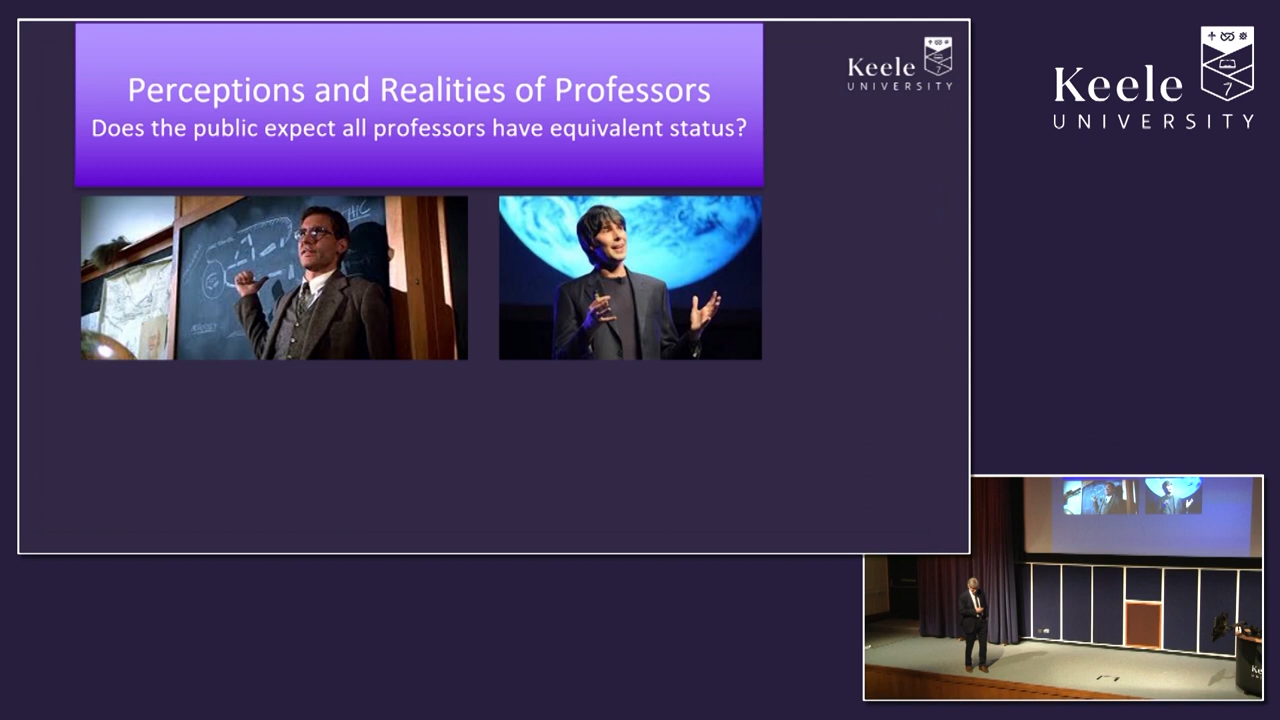 Perceptions and Realities of Professors
Does the public expect all professors have equivalent status?
Keele
UNIVERSITY
Keele
UNIVERSITY